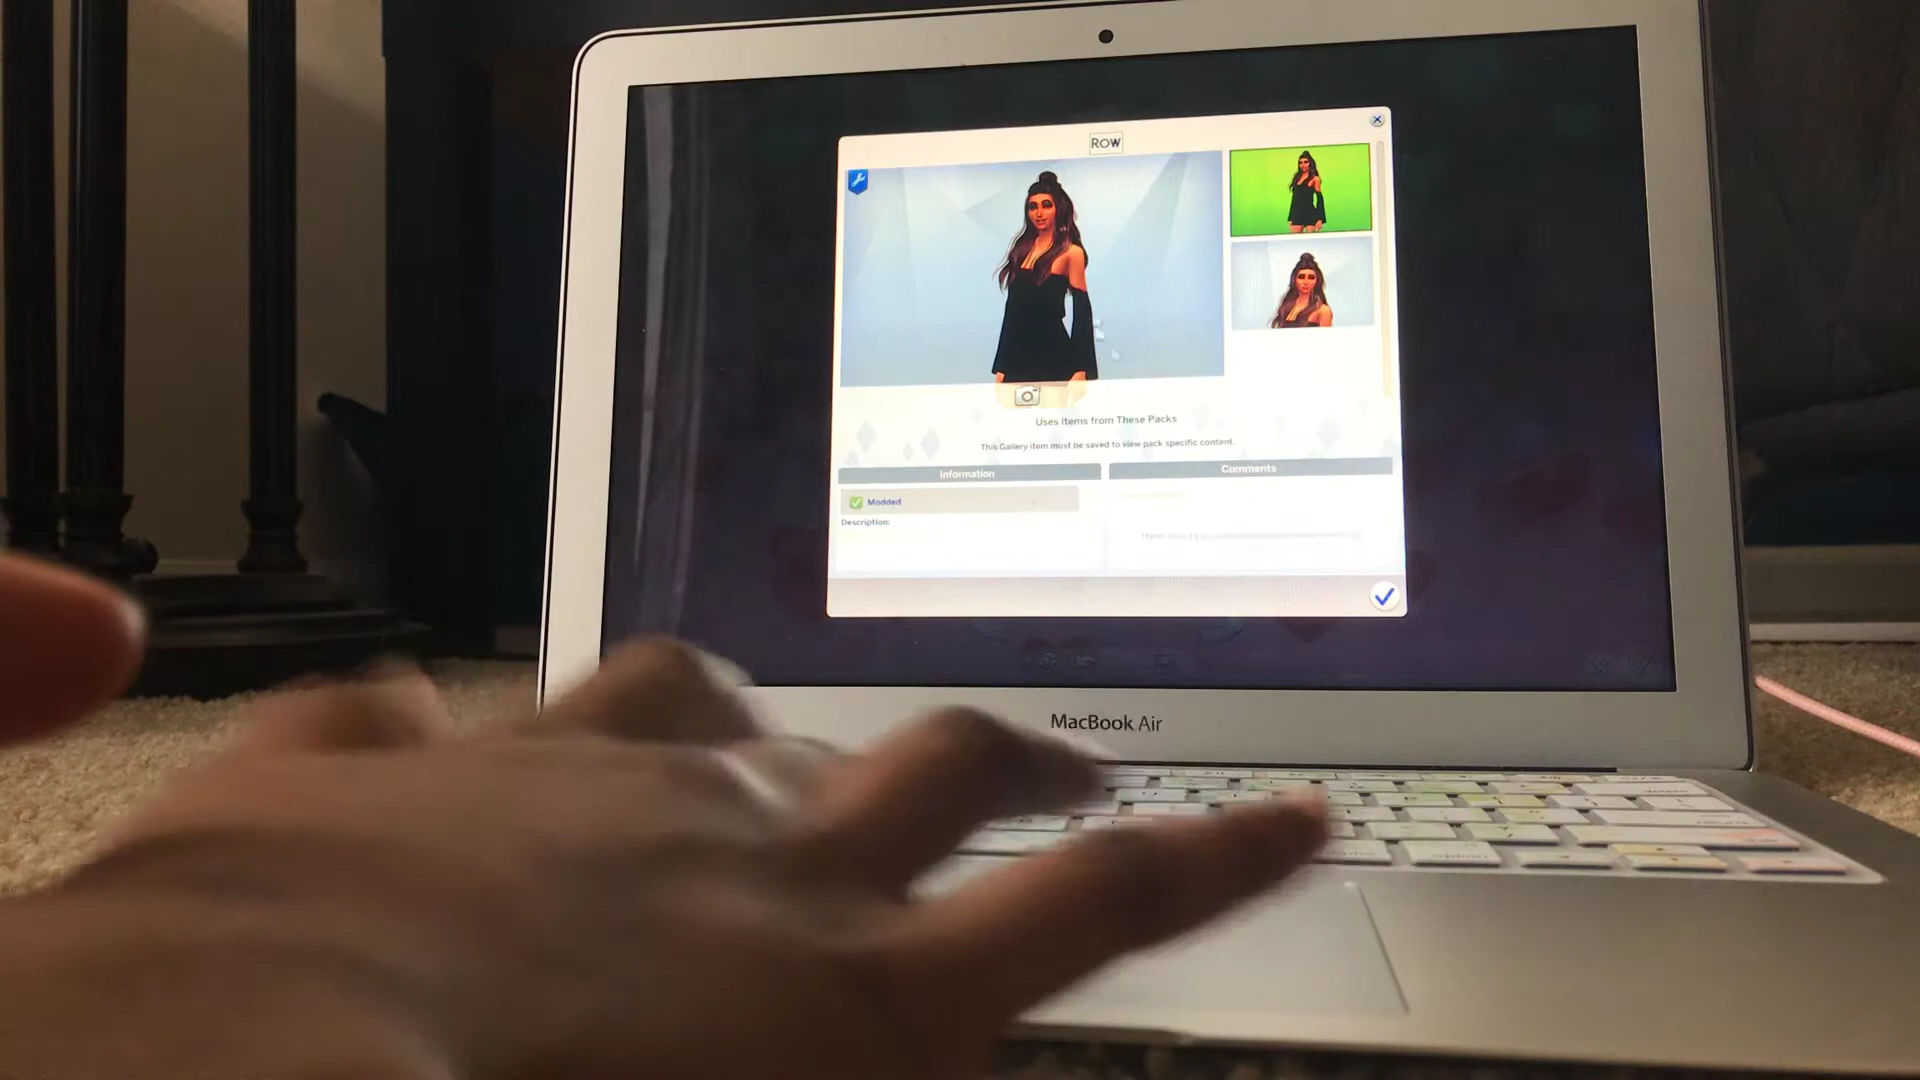 ROW
Uses Items from These Packs
This Gallery item must be saved to view pack specific content.
Information
Comments
Modded
Description:
MacBook Air
option